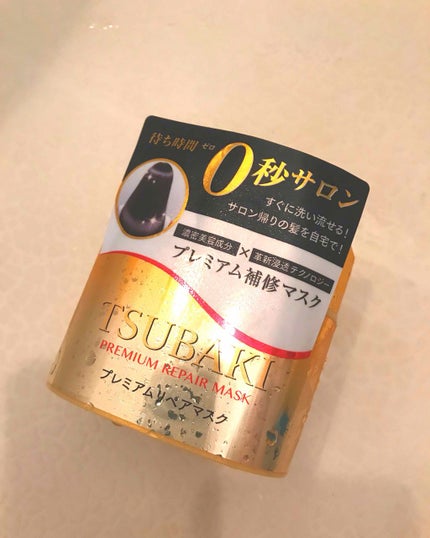 待ち時間 ゼロ 0秒サロン
すぐに洗い流せる!
サロン帰りの髪を自宅で!
濃密美容成分 × 革新浸透テクノロジー
プレミアム補修マスク
TSUBAKI
PREMIUM REPAIR MASK
プレミアムリペアマスク